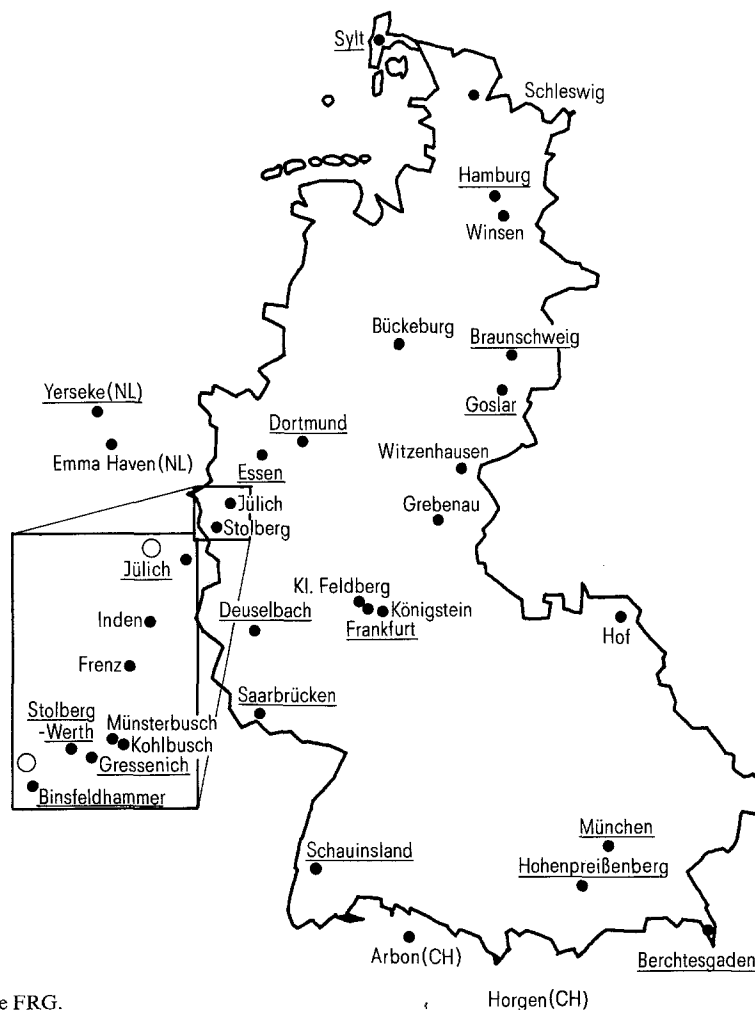 Sylt
Schleswig
Hamburg
Winsen
Bückeburg
Braunschweig
Yerseke(NL)
Goslar
Dortmund
Emma Haven(NL)
Essen
Witzenhausen
Jülich
Grebenau
Stolberg
Jülich
Kl. Feldberg
Inden
Deuselbach
Königstein
Frankfurt
Hof
Frenz
Saarbrücken
Stolberg
-Werth
Münsterbusch
Kohlbusch
Gressenich
Binsfeldhammer
München
Schauinsland
Hohenpreißenberg
Arbon(CH)
Berchtesgaden
e FRG.
Horgen(CH)